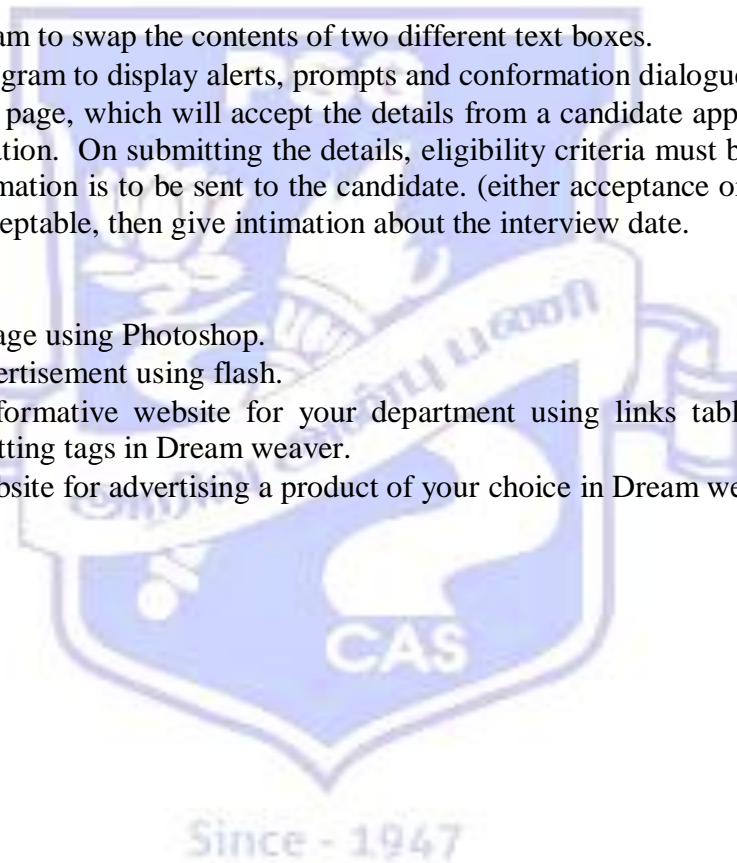 am to swap the contents of two different text boxes.
gram to display alerts, prompts and conformation dialogue
page, which will accept the details from a candidate app
ation. On submitting the details, eligibility criteria must b
mation is to be sent to the candidate. (either acceptance o
ceptable, then give intimation about the interview date.
age using Photoshop.
ertisement using flash.
formative website for your department using links tabl
tting tags in Dream weaver.
bsite for advertising a product of your choice in Dream we
PSG
CAS
Since - 1947